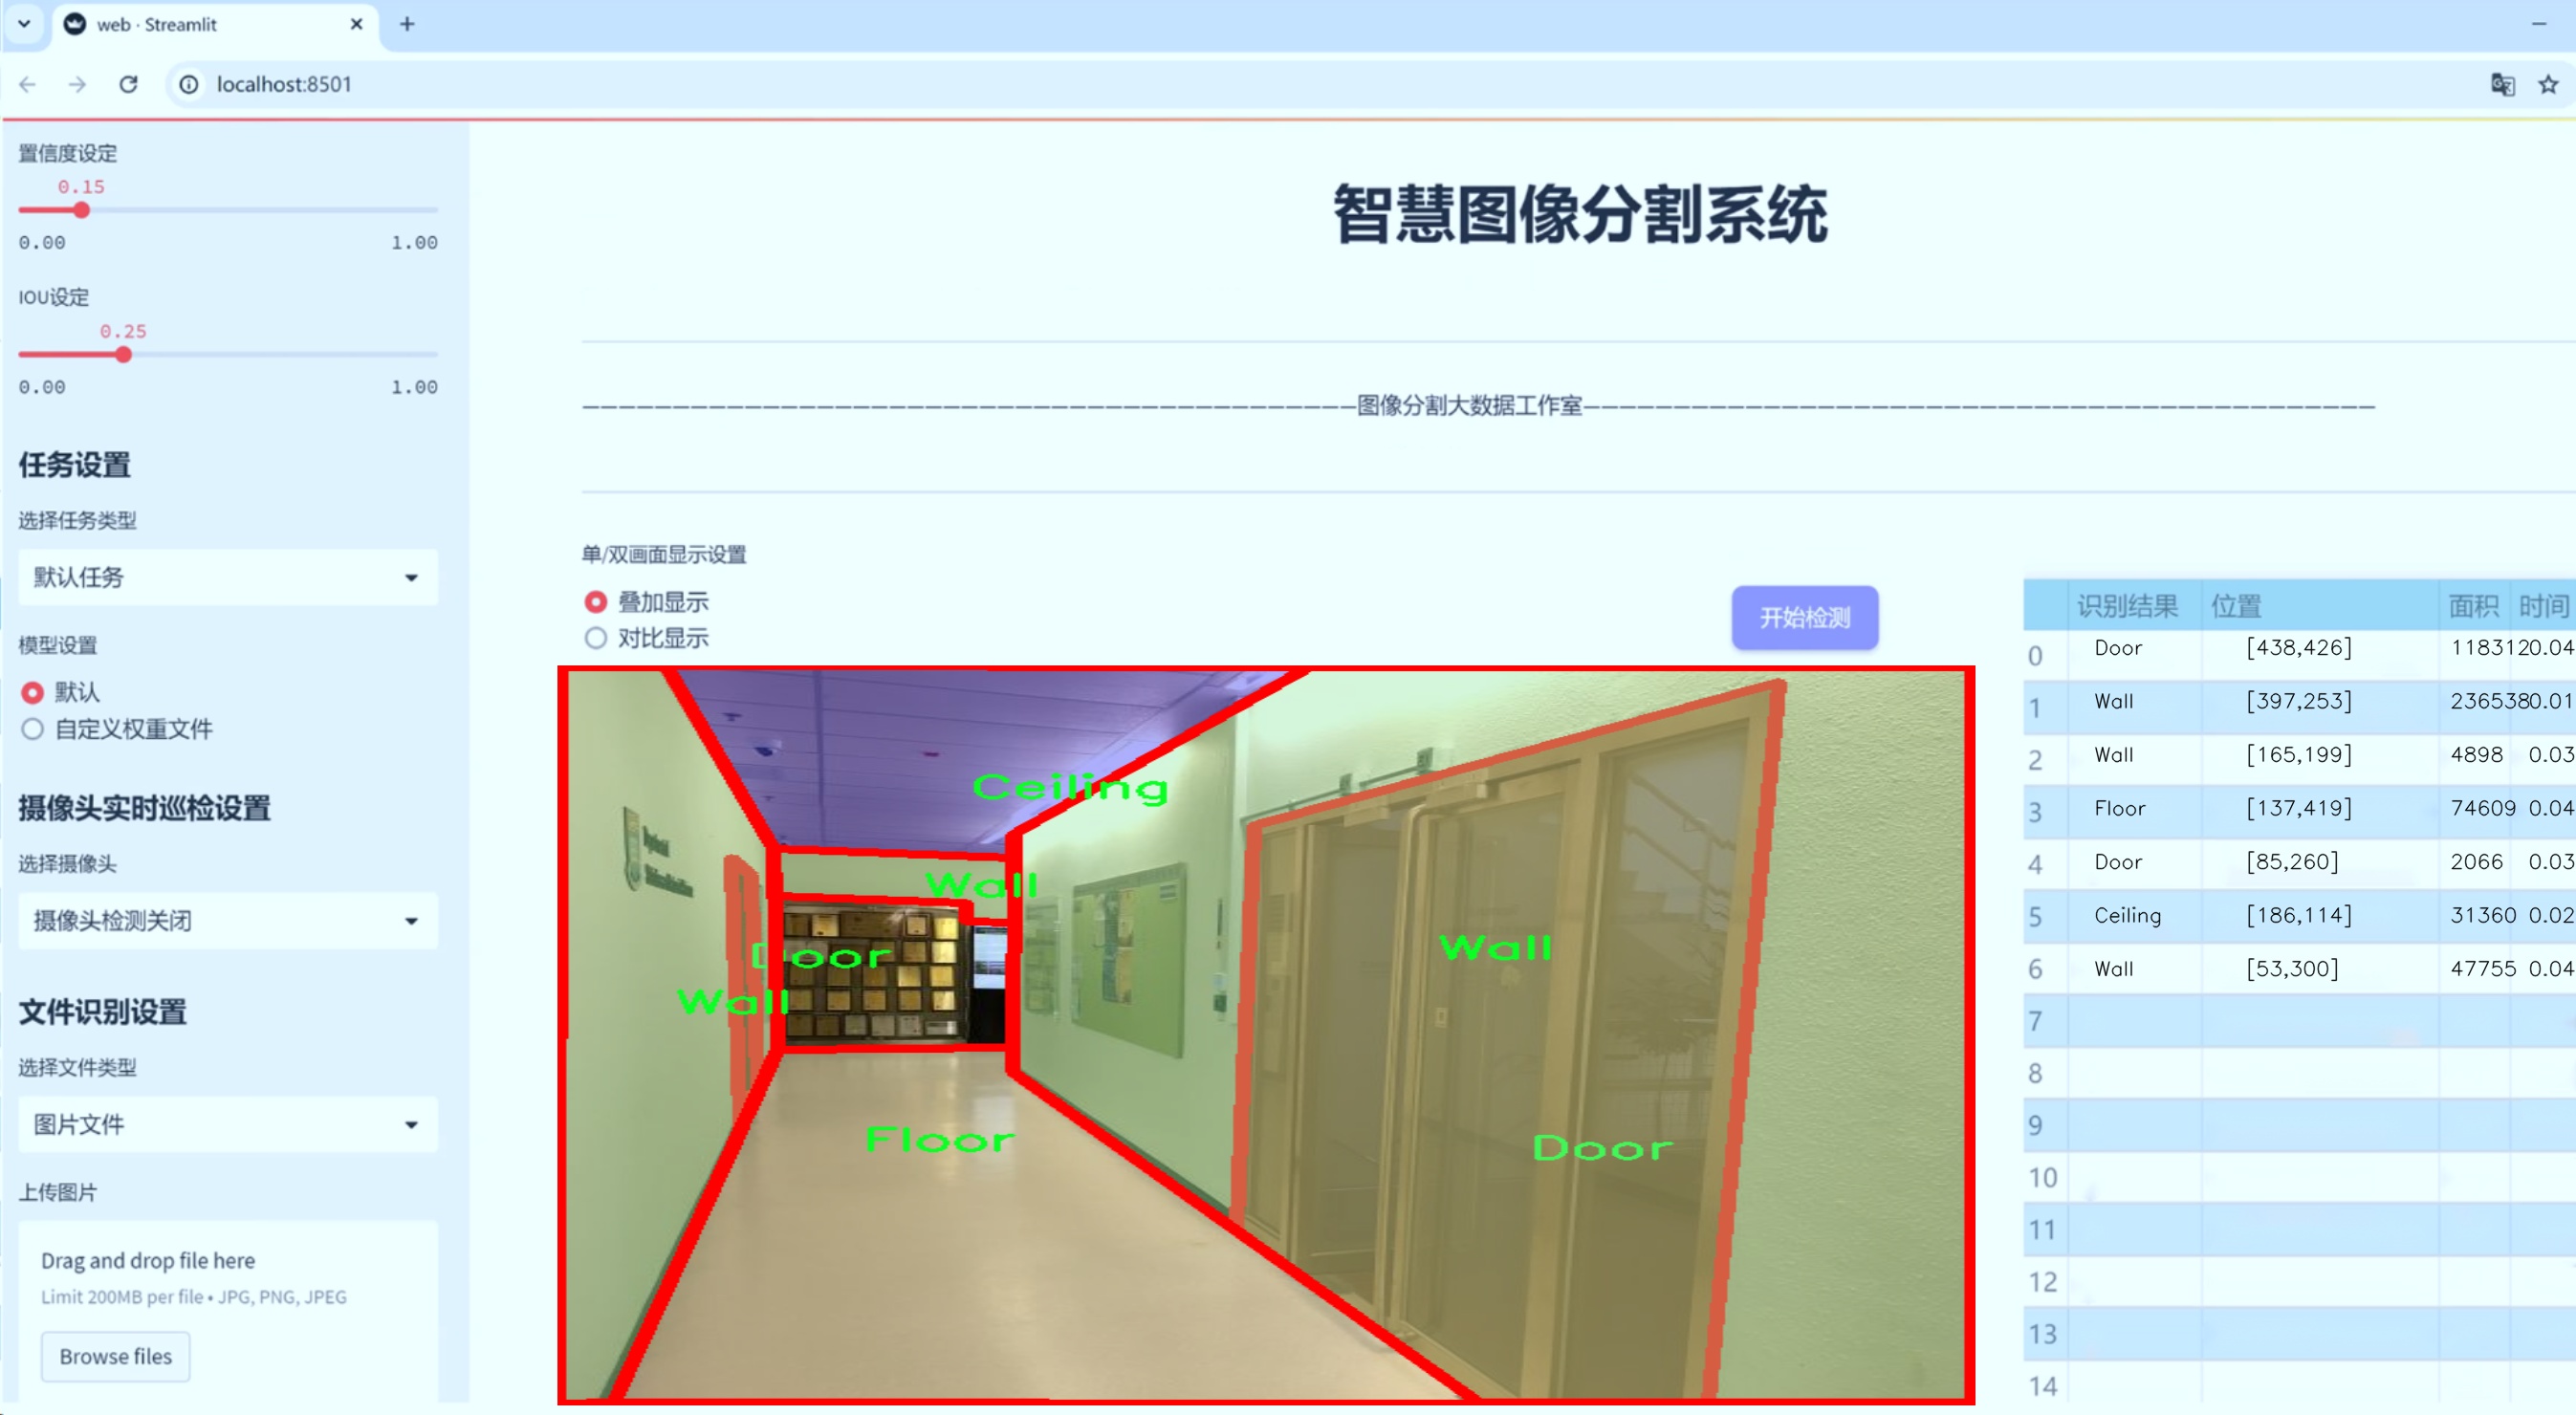 web · Streamlit
localhost:8501
置信度设定
0.15
0.00 1.00
IOU设定
0.25
0.00 1.00
任务设置
选择任务类型
默认任务
模型设置
默认
自定义权重文件
摄像头实时巡检设置
选择摄像头
摄像头检测关闭
文件识别设置
选择文件类型
图片文件
上传图片
Drag and drop file here
Limit 200MB per file • JPG, PNG, JPEG
Browse files
智慧图像分割系统
图像分割大数据工作室
单/双画面显示设置
叠加显示
对比显示
开始检测
Ceiling
Wall
Wall
Door
Wall
Floor
Door
识别结果 位置 面积 时间
0 Door [438,426] 118312 0.04
1 Wall [397,253] 236538 0.01
2 Wall [165,199] 4898 0.03
3 Floor [137,419] 74609 0.04
4 Door [85,260] 2066 0.03
5 Ceiling [186,114] 31360 0.02
6 Wall [53,300] 47755 0.04
7
8
9
10
11
12
13
14